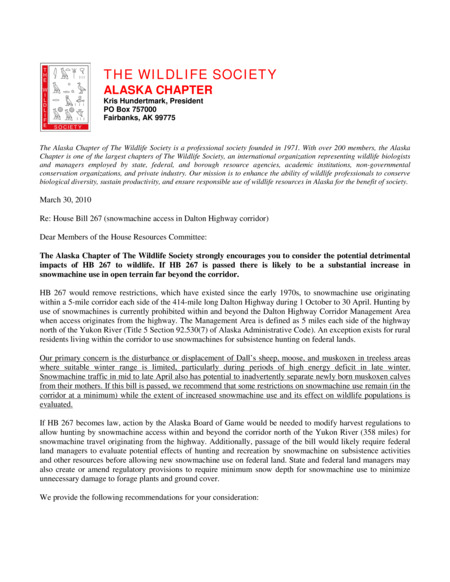 THE WILDLIFE
SOCIETY
THE WILDLIFE SOCIETY
ALASKA CHAPTER
Kris Hundertmark, President
PO Box 757000
Fairbanks, AK 99775
The Alaska Chapter of The Wildlife Society is a professional society founded in 1971. With over 200 members, the Alaska
Chapter is one of the largest chapters of The Wildlife Society, an international organization representing wildlife biologists
and managers employed by state, federal, and borough resource agencies, academic institutions, non-governmental
conservation organizations, and private industry. Our mission is to enhance the ability of wildlife professionals to conserve
biological diversity, sustain productivity, and ensure responsible use of wildlife resources in Alaska for the benefit of society.
March 30, 2010
Re: House Bill 267 (snowmachine access in Dalton Highway corridor)
Dear Members of the House Resources Committee:
The Alaska Chapter of The Wildlife Society strongly encourages you to consider the potential detrimental
impacts of HB 267 to wildlife. If HB 267 is passed there is likely to be a substantial increase in
snowmachine use in open terrain far beyond the corridor.
HB 267 would remove restrictions, which have existed since the early 1970s, to snowmachine use originating
within a 5-mile corridor each side of the 414-mile long Dalton Highway during 1 October to 30 April. Hunting by
use of snowmachines is currently prohibited within and beyond the Dalton Highway Corridor Management Area
when access originates from the highway. The Management Area is defined as 5 miles each side of the highway
north of the Yukon River (Title 5 Section 92.530(7) of Alaska Administrative Code). An exception exists for rural
residents living within the corridor to use snowmachines for subsistence hunting on federal lands.
Our primary concern is the disturbance or displacement of Dall's sheep, moose, and muskoxen in treeless areas
where suitable winter range is limited, particularly during periods of high energy deficit in late winter.
Snowmachine traffic in mid to late April also has potential to inadvertently separate newly born muskoxen calves
from their mothers. If this bill is passed, we recommend that some restrictions on snowmachine use remain (in the
corridor at a minimum) while the extent of increased snowmachine use and its effect on wildlife populations is
evaluated.
If HB 267 becomes law, action by the Alaska Board of Game would be needed to modify harvest regulations to
allow hunting by snowmachine access within and beyond the corridor north of the Yukon River (358 miles) for
snowmachine travel originating from the highway. Additionally, passage of the bill would likely require federal
land managers to evaluate potential effects of hunting and recreation by snowmachine on subsistence activities
and other resources before allowing new snowmachine use on federal land. State and federal land managers may
also create or amend regulatory provisions to require minimum snow depth for snowmachine use to minimize
unnecessary damage to forage plants and ground cover.
We provide the following recommendations for your consideration: